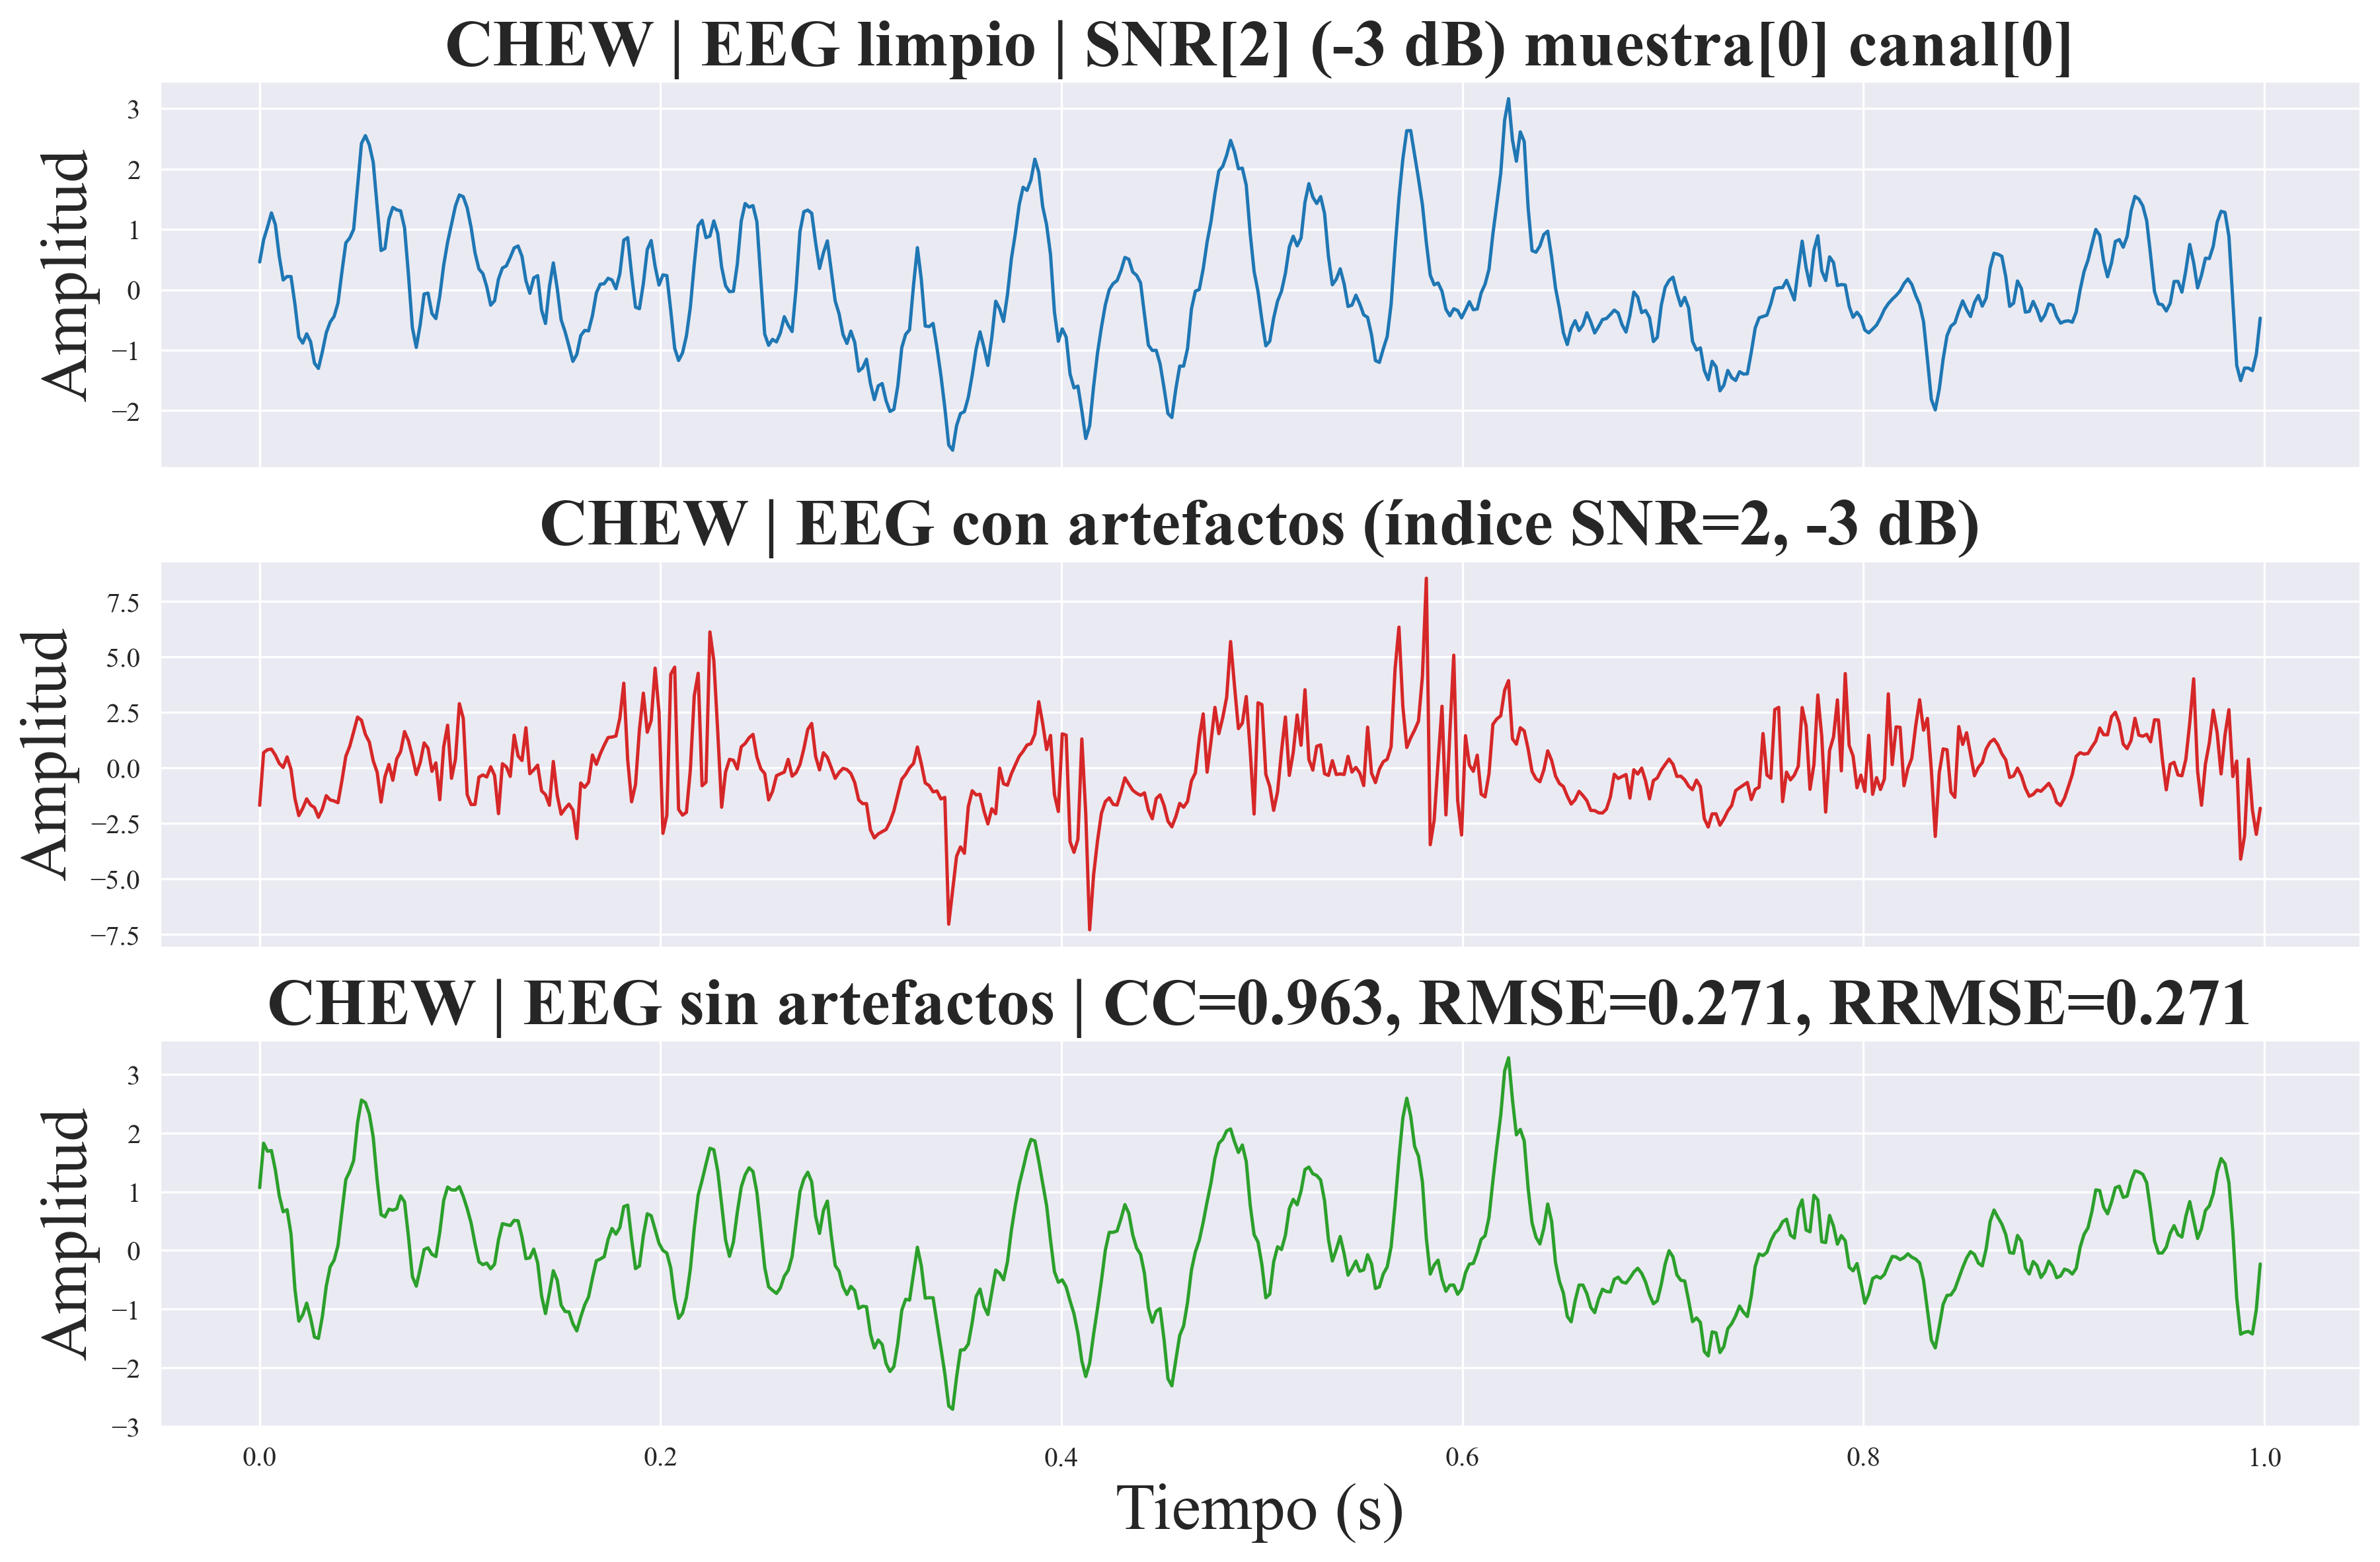 CHEW | EEG limpio | SNR[2] (-3 dB) muestra[0] canal[0]
Amplitud
3
2
1
0
−1
−2
CHEW | EEG con artefactos (índice SNR=2, -3 dB)
Amplitud
7.5
5.0
2.5
0.0
−2.5
−5.0
−7.5
CHEW | EEG sin artefactos | CC=0.963, RMSE=0.271, RRMSE=0.271
Amplitud
3
2
1
0
−1
−2
−3
0.0 0.2 0.4 0.6 0.8 1.0
Tiempo (s)